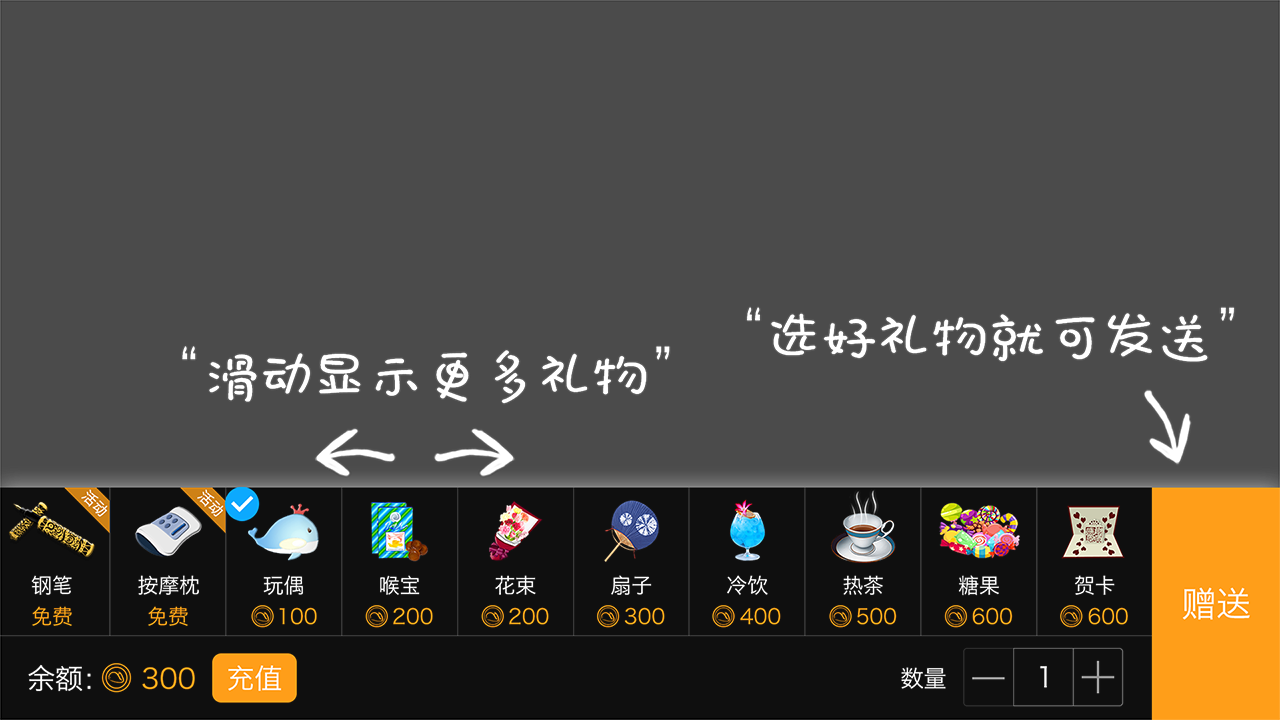 “选好礼物就可发送”
“滑动显示更多礼物”
活动
活动
钢笔 按摩枕 玩偶 喉宝 花束 扇子 冷饮 热茶 糖果 贺卡
免费 免费 100 200 200 300 400 500 600 600
赠送
余额: 300 充值 数量 1